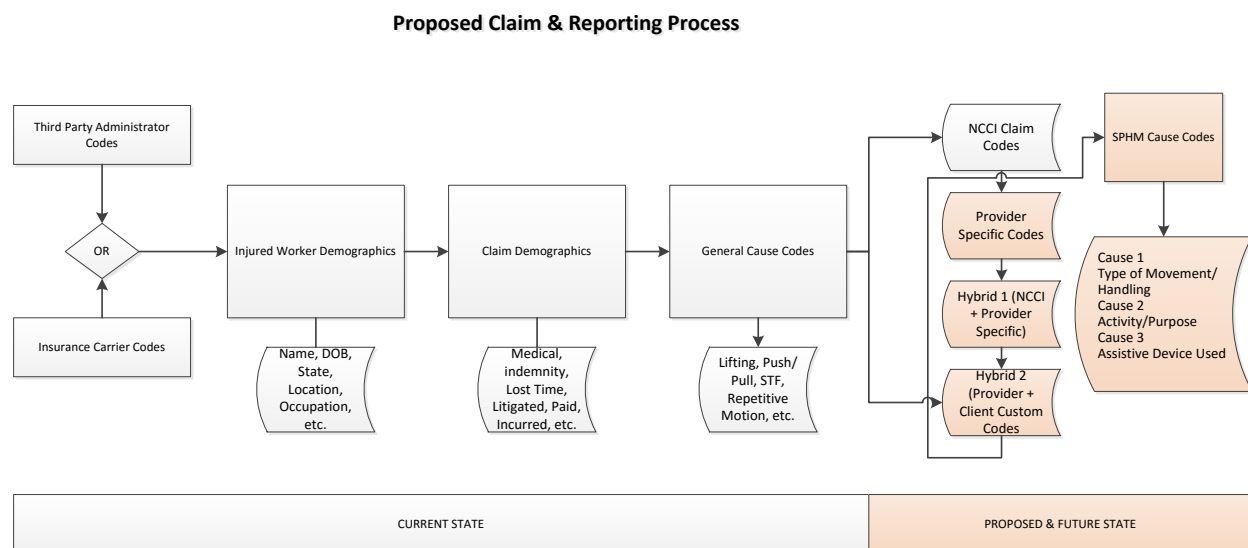 Proposed Claim & Reporting Process
Third Party Administrator
Codes
OR
Insurance Carrier Codes
Injured Worker Demographics
Name, DOB,
State,
Location,
Occupation,
etc.
Claim Demographics
Medical,
indemnity,
Lost Time,
Litigated, Paid,
Incurred, etc.
General Cause Codes
Lifting, Push/
Pull, STF,
Repetitive
Motion, etc.
NCCI Claim
Codes
Provider
Specific Codes
Hybrid 1 (NCCI
+ Provider
Specific)
Hybrid 2
(Provider +
Client Custom
Codes
SPHM Cause Codes
Cause 1
Type of Movement/
Handling
Cause 2
Activity/Purpose
Cause 3
Assistive Device Used
CURRENT STATE
PROPOSED & FUTURE STATE